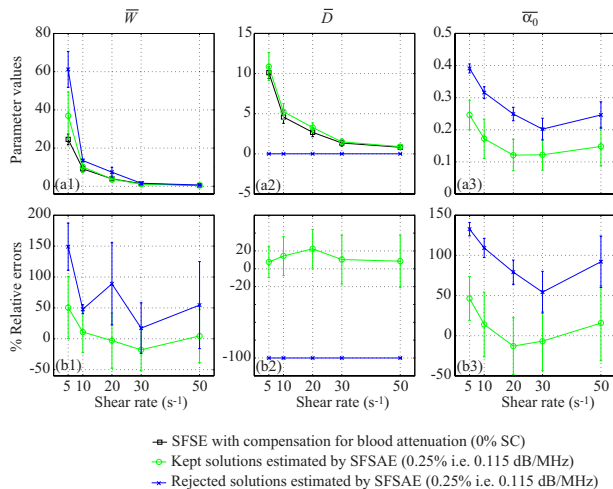 W D α0
Parameter values
80
60
40
20
0
(a1)
15
10
5
0
(a2)
0.5
0.4
0.3
0.2
0.1
0
(a3)
% Relative errors
200
150
100
50
0
-50
(b1)
20
0
-20
-100
(b2)
150
100
50
0
-50
(b3)
5 10 20 30 50
5 10 20 30 50
5 10 20 30 50
Shear rate (s-1) Shear rate (s-1) Shear rate (s-1)
SFSE with compensation for blood attenuation (0% SC)
Kept solutions estimated by SFSAE (0.25% i.e. 0.115 dB/MHz)
Rejected solutions estimated by SFSAE (0.25% i.e. 0.115 dB/MHz)